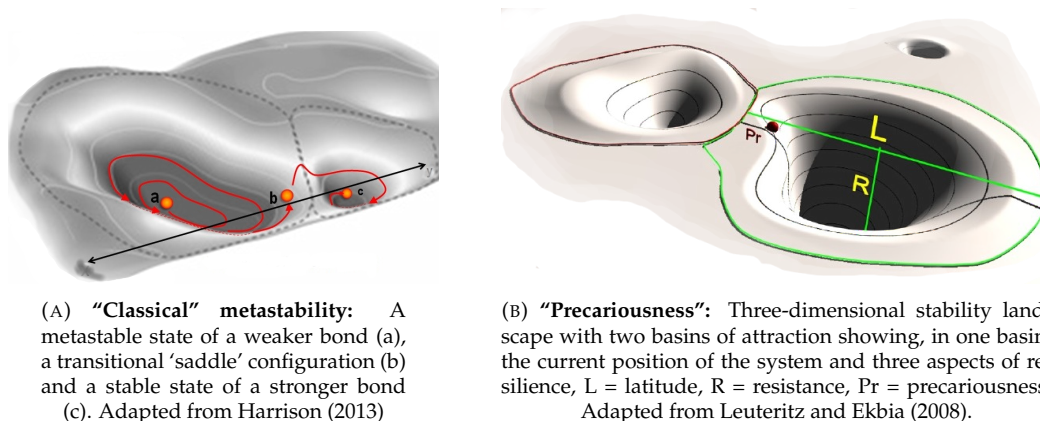 a
b
c
y
L
Pr
R
(A) “Classical” metastability: A
metastable state of a weaker bond (a),
a transitional ‘saddle’ configuration (b)
and a stable state of a stronger bond
(c). Adapted from Harrison (2013)
(B) “Precariousness”: Three-dimensional stability land
scape with two basins of attraction showing, in one basin
the current position of the system and three aspects of re
silience, L = latitude, R = resistance, Pr = precariousness
Adapted from Leuteritz and Ekbia (2008).